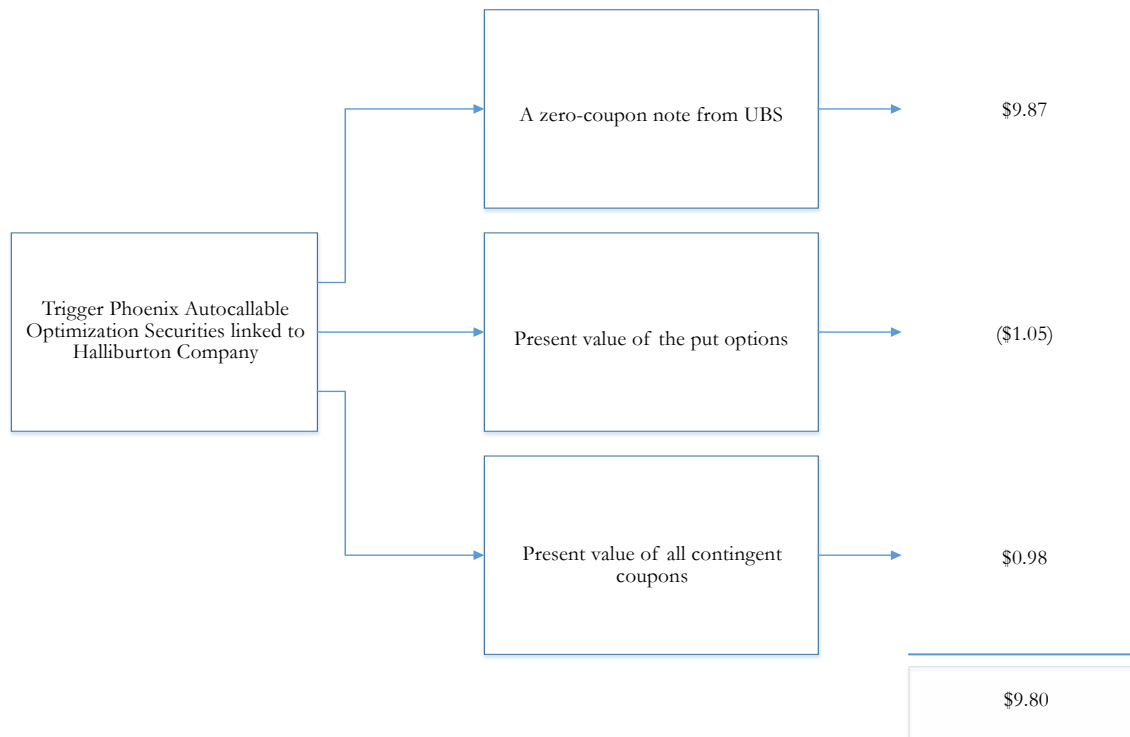 A zero-coupon note from UBS
$9.87
Trigger Phoenix Autocallable
Optimization Securities linked to
Halliburton Company
Present value of the put options
($1.05)
Present value of all contingent
coupons
$0.98
$9.80